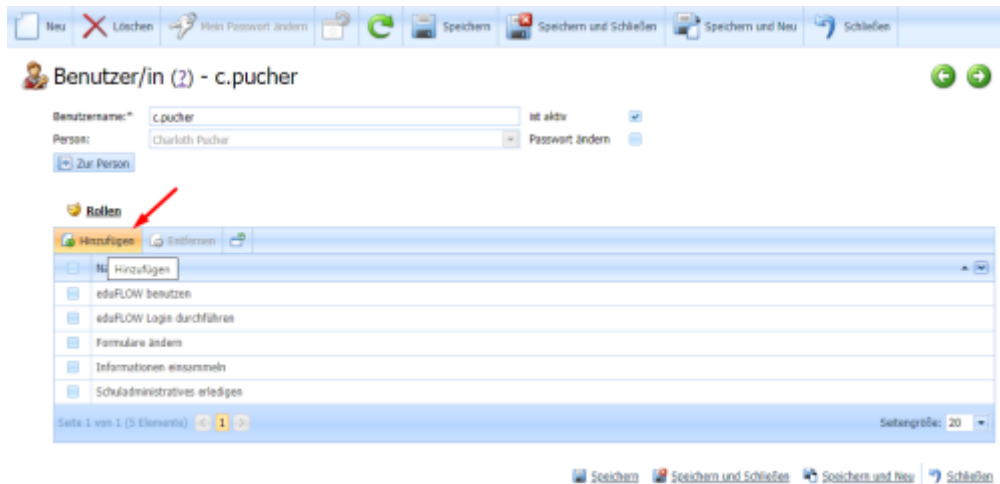 Neu Löschen Mein Passwort ändern Speichern Speichern und Schließen Speichern und Neu Schließen
Benutzer/in (?) - c.pucher
Benutzername:* c.pucher Ist aktiv
Person: Charloth Pucher Passwort ändern
Zur Person
Rollen
Hinzufügen Entfernen
Hinzufügen
eduFLOW benutzen
eduFLOW Login durchführen
Formulare ändern
Informationen einsammeln
Schuladministratives erledigen
Seite 1 von 1 (5 Elemente) 1 Seitengröße: 20
Speichern Speichern und Schließen Speichern und Neu Schließen